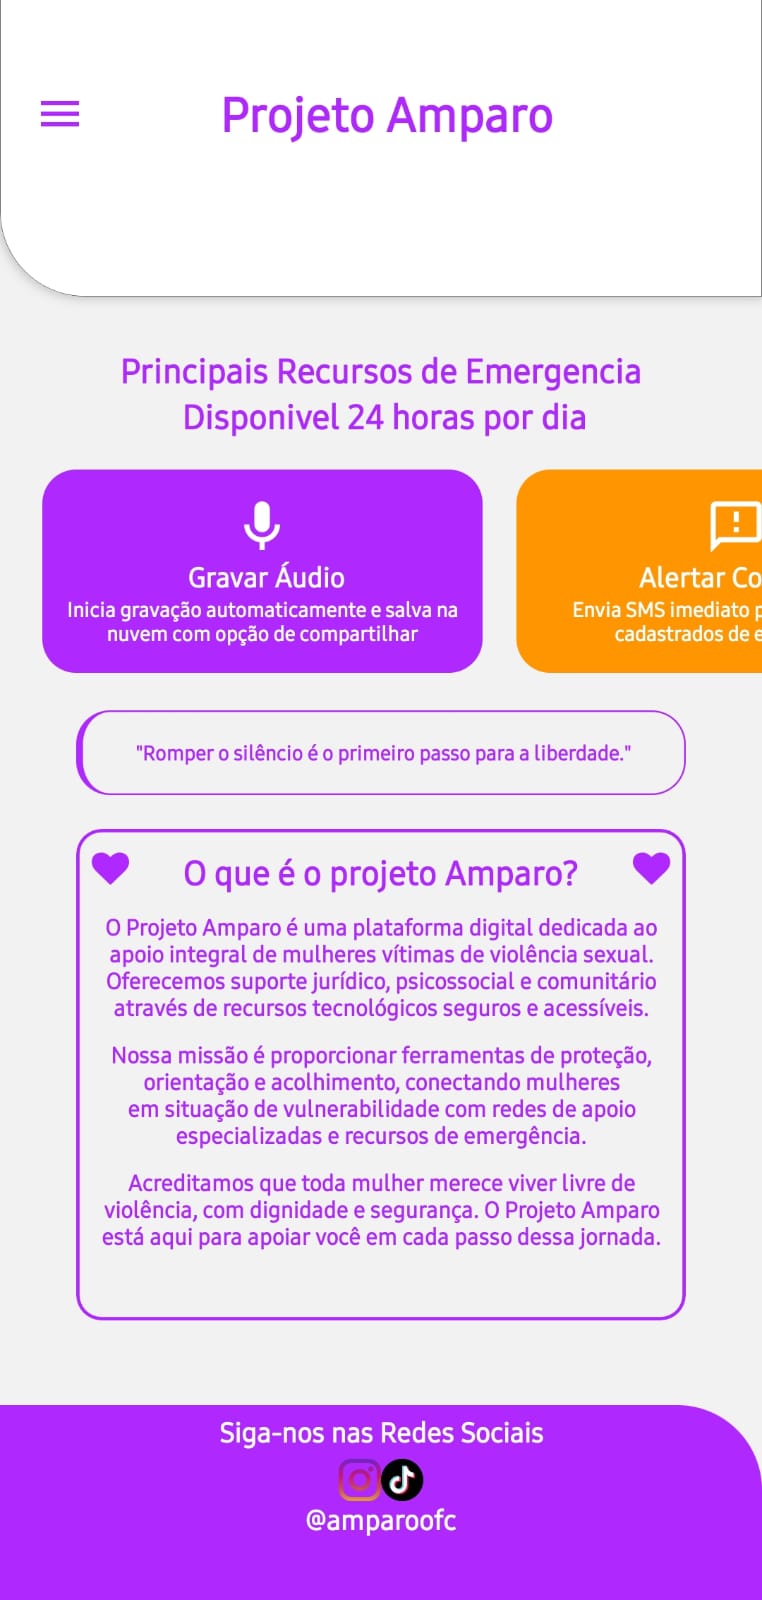 Projeto Amparo
Principais Recursos de Emergencia
Disponivel 24 horas por dia
Gravar Áudio
Inicia gravação automaticamente e salva na
nuvem com opção de compartilhar
Alertar Co
Envia SMS imediato p
cadastrados de e
"Romper o silêncio é o primeiro passo para a liberdade."
O que é o projeto Amparo?
O Projeto Amparo é uma plataforma digital dedicada ao
apoio integral de mulheres vítimas de violência sexual.
Oferecemos suporte jurídico, psicossocial e comunitário
através de recursos tecnológicos seguros e acessíveis.
Nossa missão é proporcionar ferramentas de proteção,
orientação e acolhimento, conectando mulheres
em situação de vulnerabilidade com redes de apoio
especializadas e recursos de emergência.
Acreditamos que toda mulher merece viver livre de
violência, com dignidade e segurança. O Projeto Amparo
está aqui para apoiar você em cada passo dessa jornada.
Siga-nos nas Redes Sociais
@amparoofc